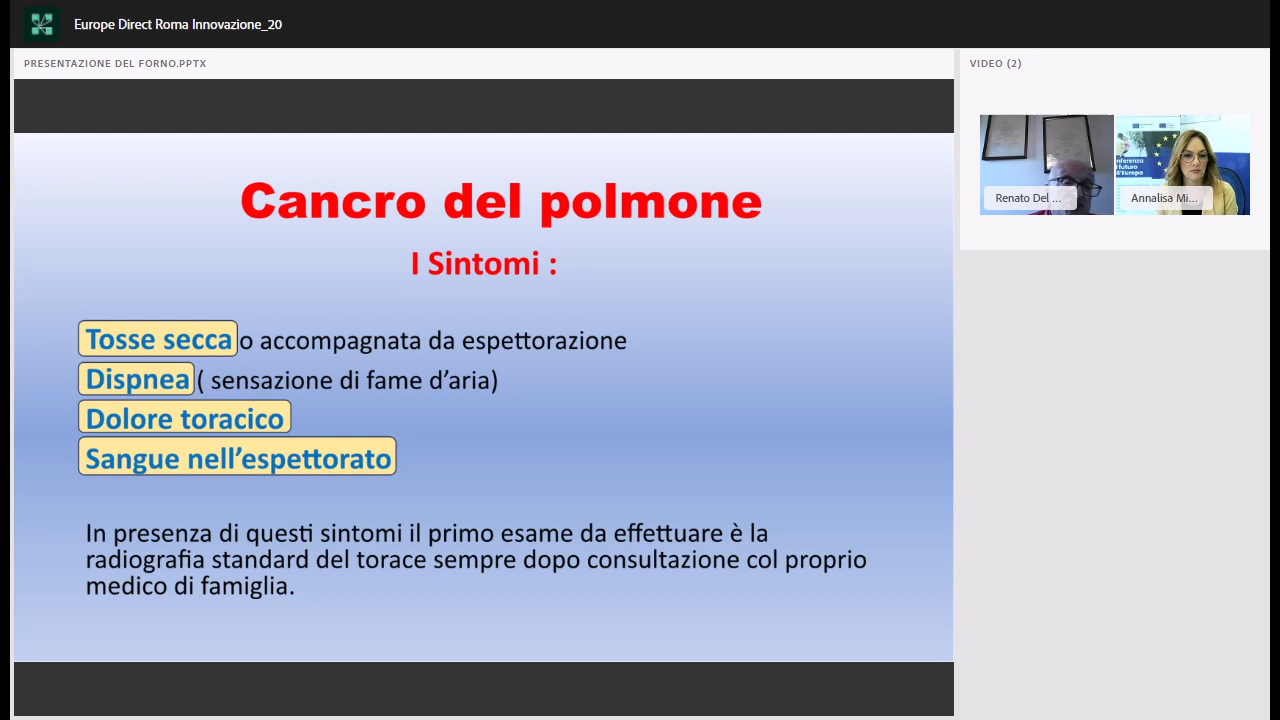 Europe Direct Roma Innovazione_20
PRESENTAZIONE DEL FORNO.PPTX
VIDEO (2)
Cancro del polmone
I Sintomi :
Tosse secca o accompagnata da espettorazione
Dispnea ( sensazione di fame d’aria)
Dolore toracico
Sangue nell’espettorato
In presenza di questi sintomi il primo esame da effettuare è la
radiografia standard del torace sempre dopo consultazione col proprio
medico di famiglia.
futuro
Europa
Renato Del ...
Annalisa Mi...